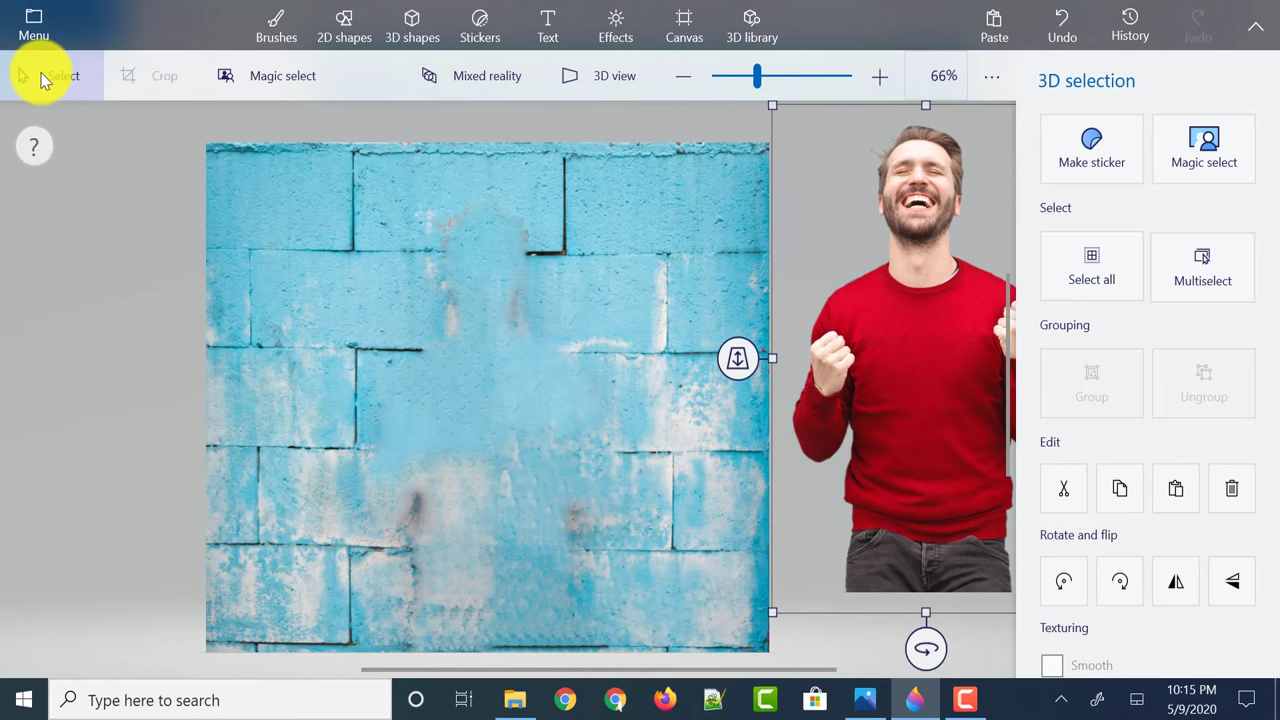 Menu
Brushes
2D shapes
3D shapes
Stickers
Text
Effects
Canvas
3D library
Paste
Undo
History
Redo
Select
Crop
Magic select
Mixed reality
3D view
66%
?
3D selection
Make sticker
Magic select
Select
Select all
Multiselect
Grouping
Group
Ungroup
Edit
Rotate and flip
Texturing
Smooth
Type here to search
10:15 PM
5/9/2020